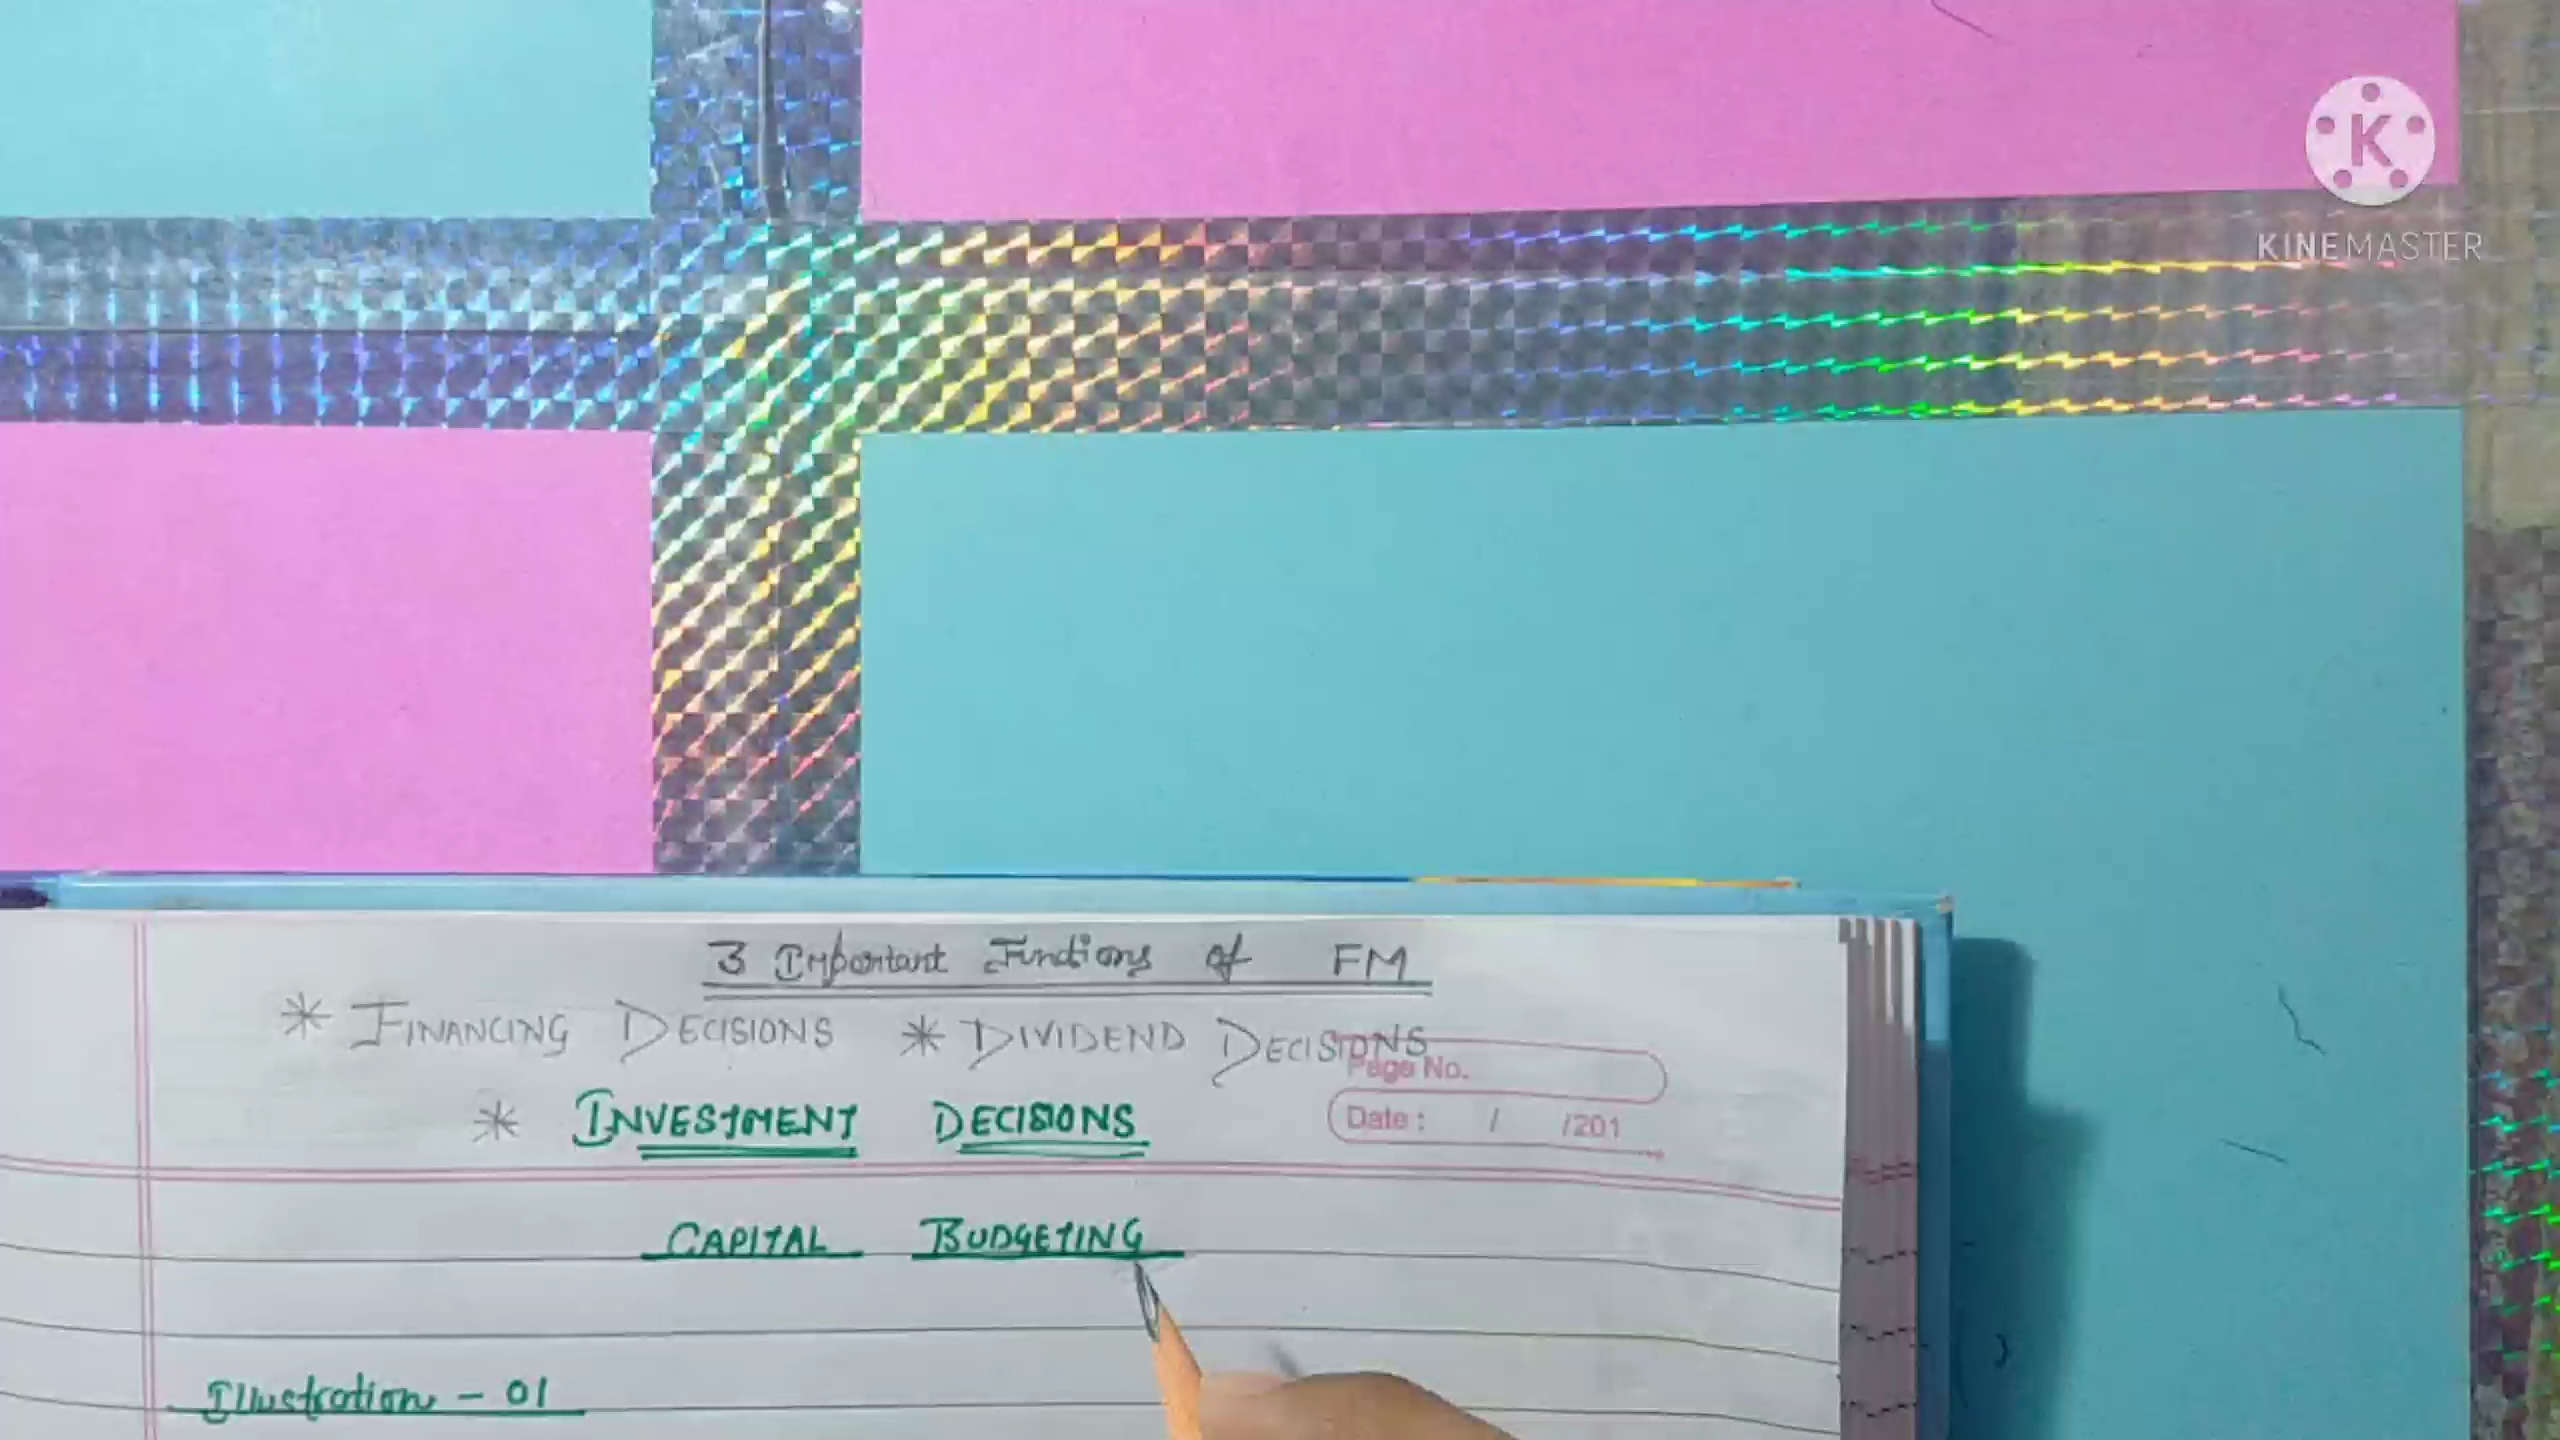 K
KINEMASTER
3 Important Functions of FM
* FINANCING DECISIONS * DIVIDEND DECISIONS
Page No.
* INVESTMENT DECISIONS
Date : / /201
CAPITAL BUDGETING
Illustration - 01